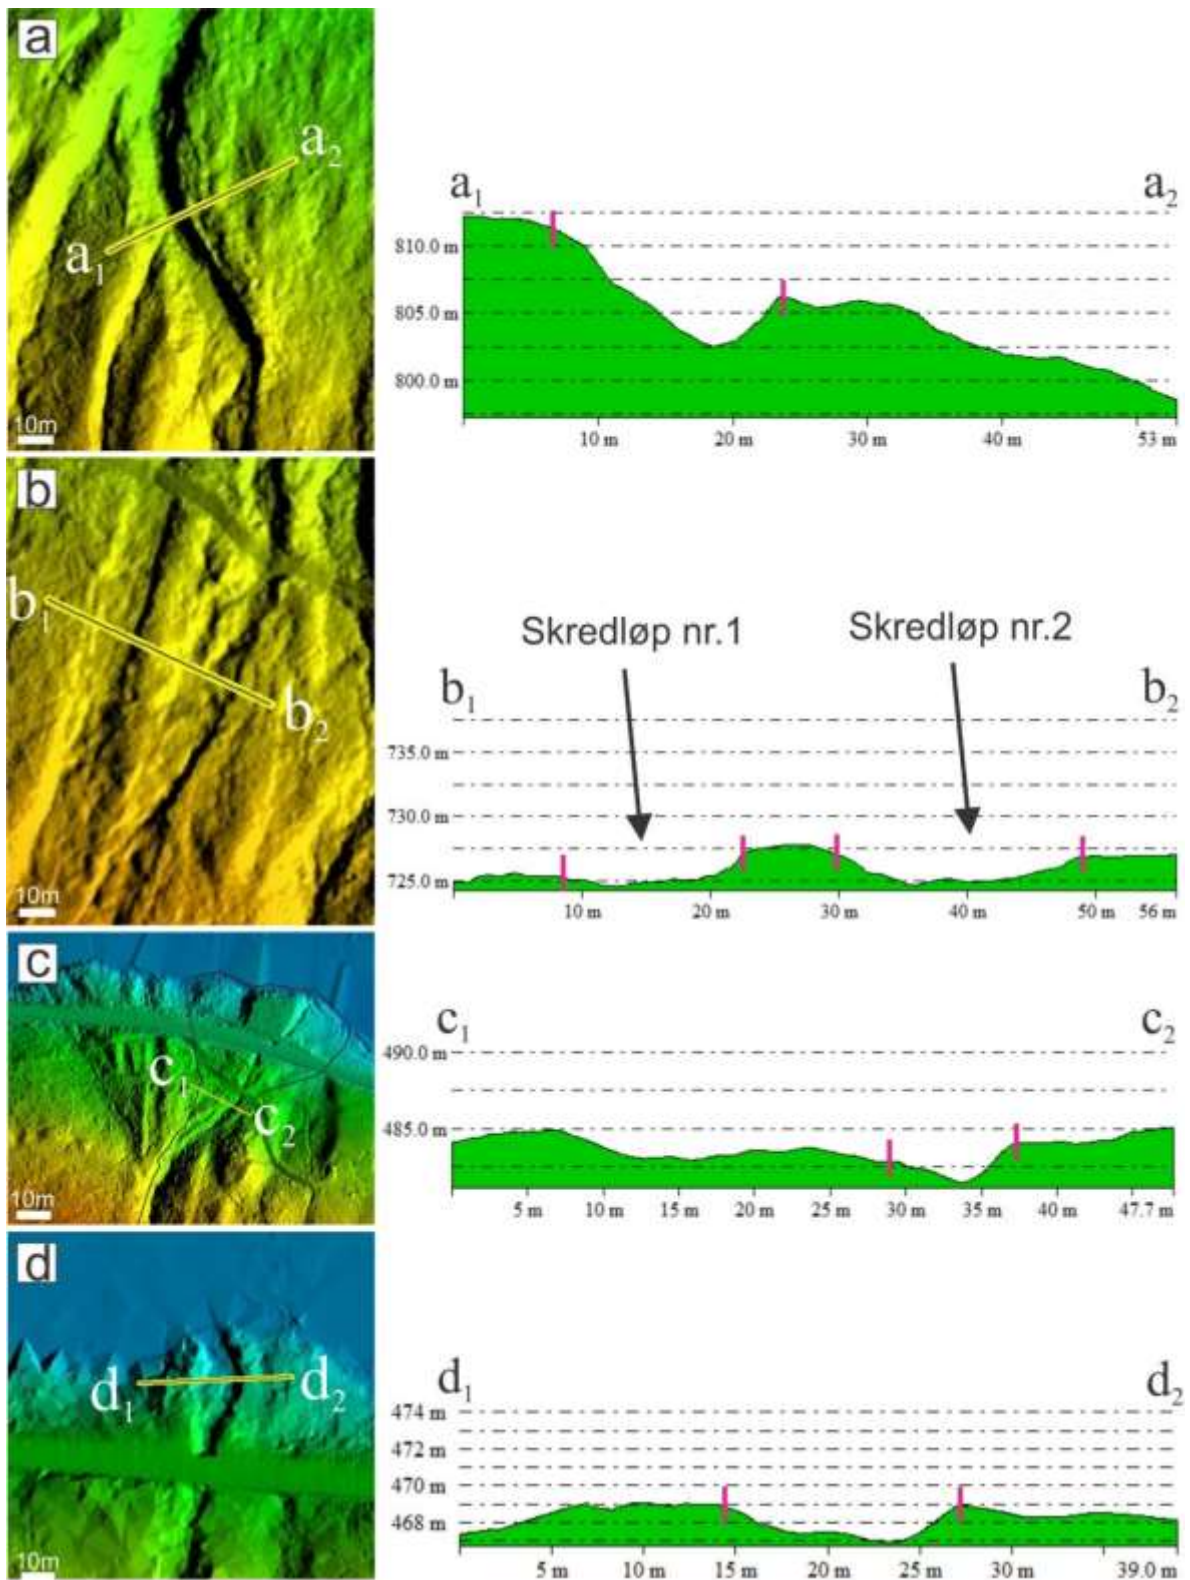 a
a₂
a₁
10m
a₁ a₂
810.0 m
805.0 m
800.0 m
10 m 20 m 30 m 40 m 53 m
b
b₁
b₂
10m
Skredløp nr.1 Skredløp nr.2
b₁ b₂
735.0 m
730.0 m
725.0 m
10 m 20 m 30 m 40 m 50 m 56 m
c
c₁
c₂
10m
c₁ c₂
490.0 m
485.0 m
5 m 10 m 15 m 20 m 25 m 30 m 35 m 40 m 47.7 m
d
d₁ d₂
10m
d₁ d₂
474 m
472 m
470 m
468 m
5 m 10 m 15 m 20 m 25 m 30 m 39.0 m